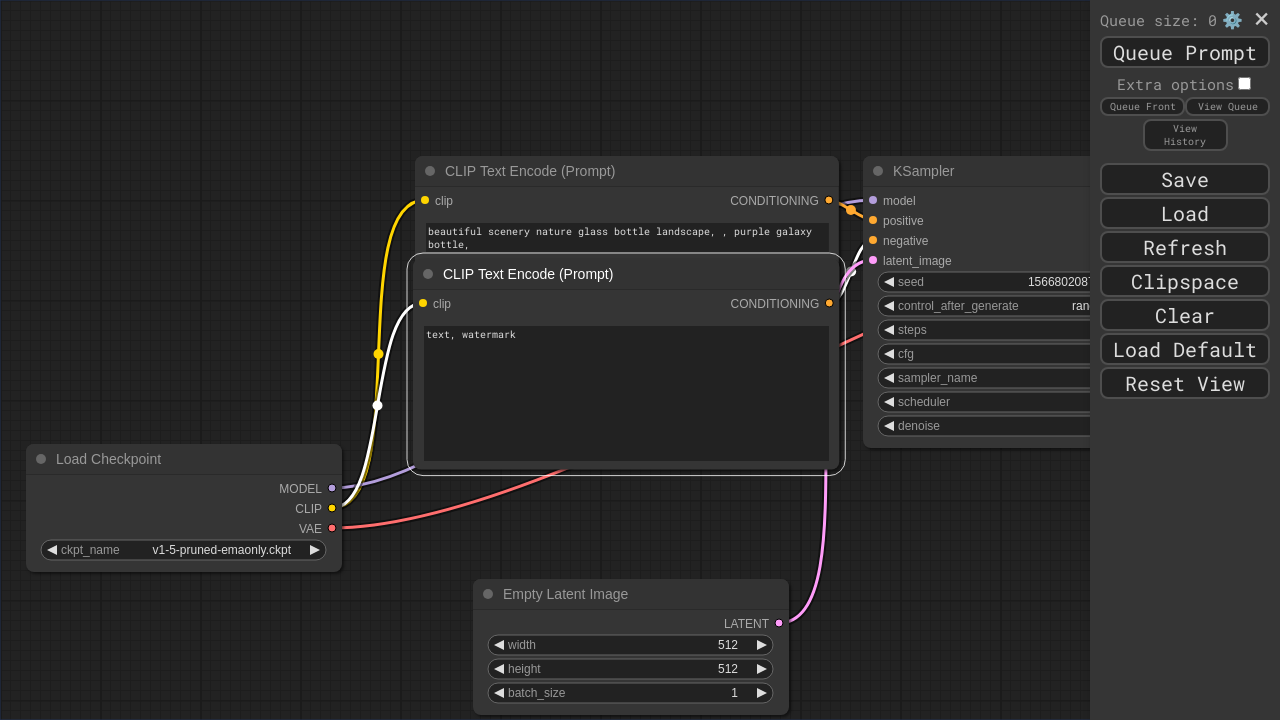 Queue size: 0
Queue Prompt
Extra options
Queue Front
View Queue
View
History
Save
Load
Refresh
Clipspace
Clear
Load Default
Reset View
CLIP Text Encode (Prompt)
clip
CONDITIONING
beautiful scenery nature glass bottle landscape, , purple galaxy
bottle,
CLIP Text Encode (Prompt)
clip
CONDITIONING
text, watermark
KSampler
model
positive
negative
latent_image
seed
control_after_generate
steps
cfg
sampler_name
scheduler
denoise
Load Checkpoint
MODEL
CLIP
VAE
ckpt_name v1-5-pruned-emaonly.ckpt
Empty Latent Image
LATENT
width 512
height 512
batch_size 1